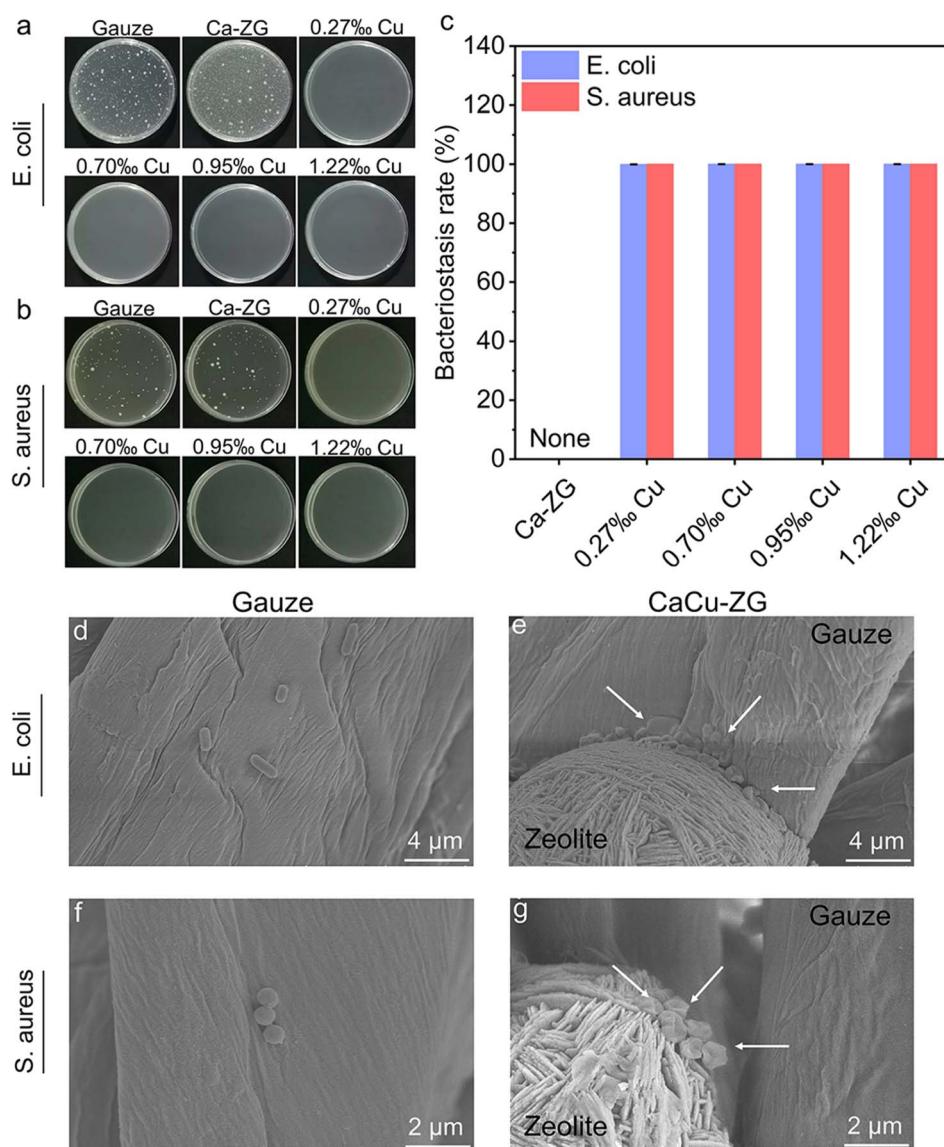 a
Gauze Ca-ZG 0.27‰ Cu
E. coli
0.70‰ Cu 0.95‰ Cu 1.22‰ Cu
b
Gauze Ca-ZG 0.27‰ Cu
S. aureus
0.70‰ Cu 0.95‰ Cu 1.22‰ Cu
c
Bacteriostasis rate (%)
140
120
100
80
60
40
20
0
E. coli
S. aureus
None
Ca-ZG
0.27‰ Cu
0.70‰ Cu
0.95‰ Cu
1.22‰ Cu
Gauze
CaCu-ZG
E. coli
d
4 µm
e
Gauze
Zeolite
4 µm
S. aureus
f
2 µm
g
Gauze
Zeolite
2 µm